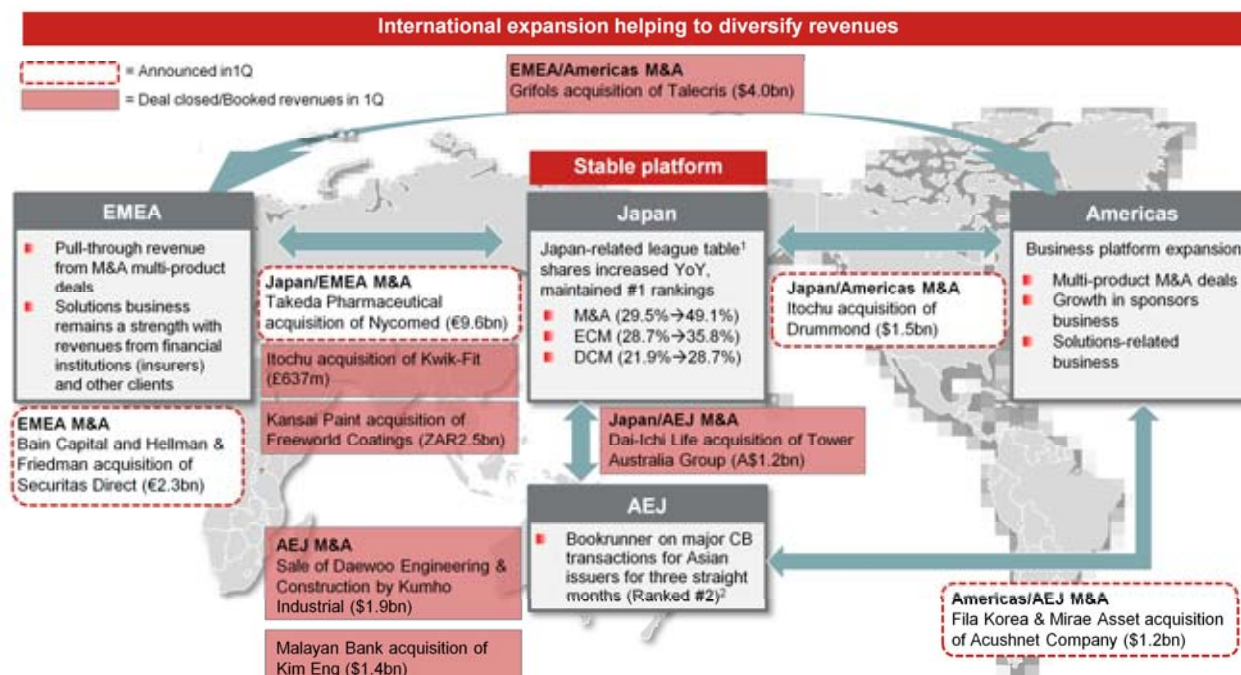 International expansion helping to diversify revenues
= Announced in1Q
= Deal closed/Booked revenues in 1Q
EMEA/Americas M&A
Grifols acquisition of Talecris ($4.0bn)
Stable platform
EMEA
Pull-through revenue
from M&A multi-product
deals
Solutions business
remains a strength with
revenues from financial
institutions (insurers)
and other clients
EMEA M&A
Bain Capital and Hellman &
Friedman acquisition of
Securitas Direct (€2.3bn)
Japan/EMEA M&A
Takeda Pharmaceutical
acquisition of Nycomed (€9.6bn)
Itochu acquisition of Kwik-Fit
(£637m)
Kansai Paint acquisition of
Freeworld Coatings (ZAR2.5bn)
Japan
Japan-related league table¹
shares increased YoY,
maintained #1 rankings
M&A (29.5%→49.1%)
ECM (28.7%→35.8%)
DCM (21.9%→28.7%)
Japan/Americas M&A
Itochu acquisition of
Drummond ($1.5bn)
Americas
Business platform expansion
Multi-product M&A deals
Growth in sponsors
business
Solutions-related
business
Japan/AEJ M&A
Dai-Ichi Life acquisition of Tower
Australia Group (A$1.2bn)
AEJ
Bookrunner on major CB
transactions for Asian
issuers for three straight
months (Ranked #2)²
AEJ M&A
Sale of Daewoo Engineering &
Construction by Kumho
Industrial ($1.9bn)
Malayan Bank acquisition of
Kim Eng ($1.4bn)
Americas/AEJ M&A
Fila Korea & Mirae Asset acquisition
of Acushnet Company ($1.2bn)